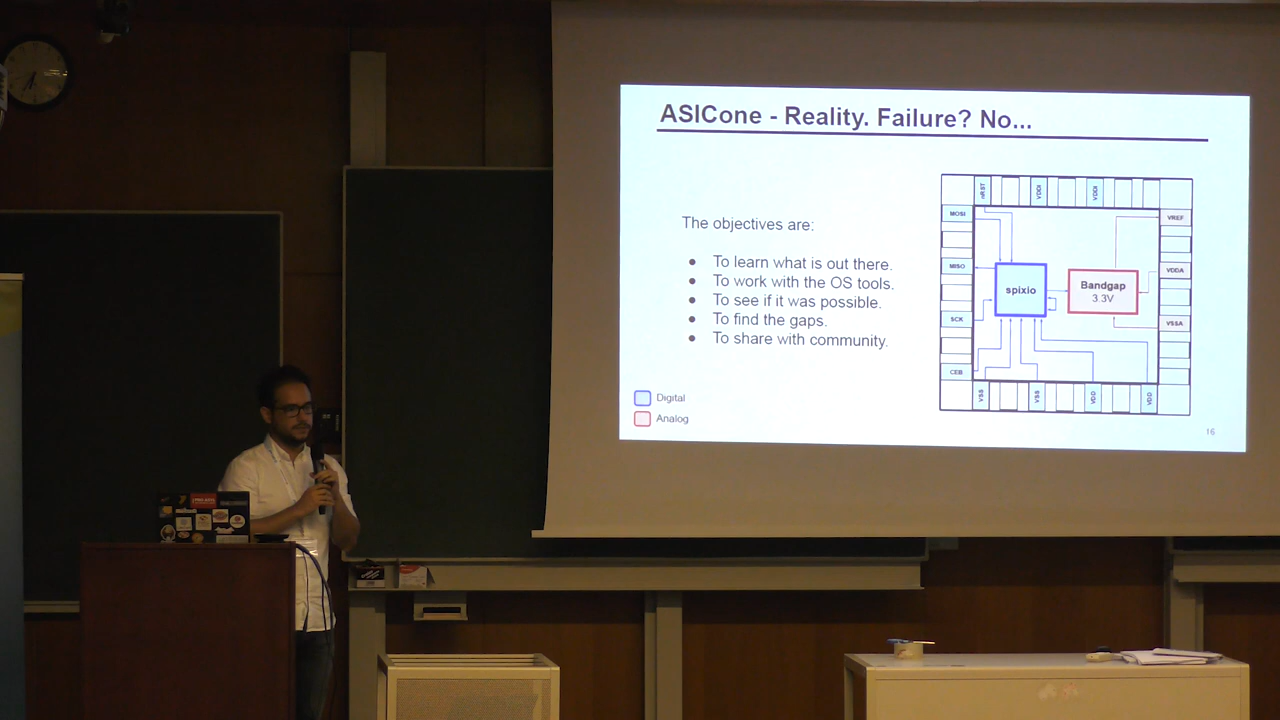 ASICone - Reality. Failure? No...
The objectives are:
● To learn what is out there.
● To work with the OS tools.
● To see if it was possible.
● To find the gaps.
● To share with community.
Digital
Analog
nRST
VDDI
VDDI
MOSI
MISO
SCK
CEB
spixio
Bandgap
3.3V
VREF
VDDA
VSSA
VSS
VSS
VDD
VDD
16